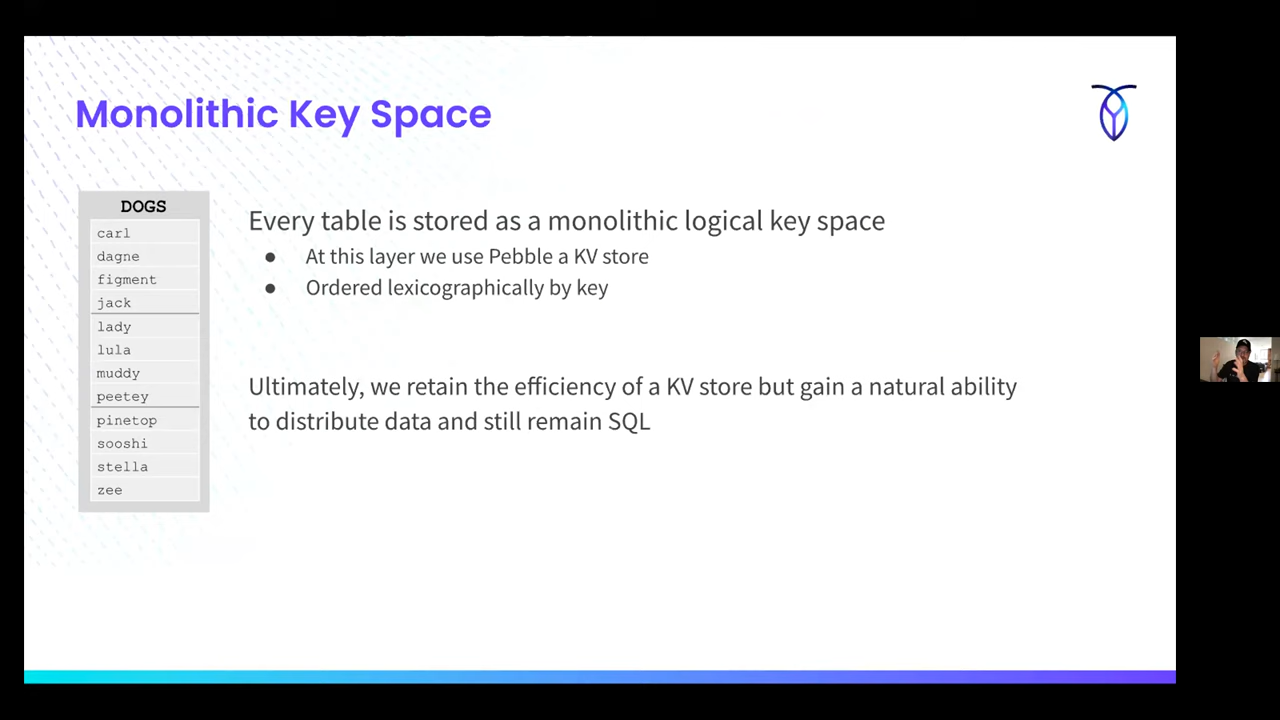 Monolithic Key Space
DOGS
carl
dagne
figment
jack
lady
lula
muddy
peetey
pinetop
sooshi
stella
zee
Every table is stored as a monolithic logical key space
● At this layer we use Pebble a KV store
● Ordered lexicographically by key
Ultimately, we retain the efficiency of a KV store but gain a natural ability
to distribute data and still remain SQL